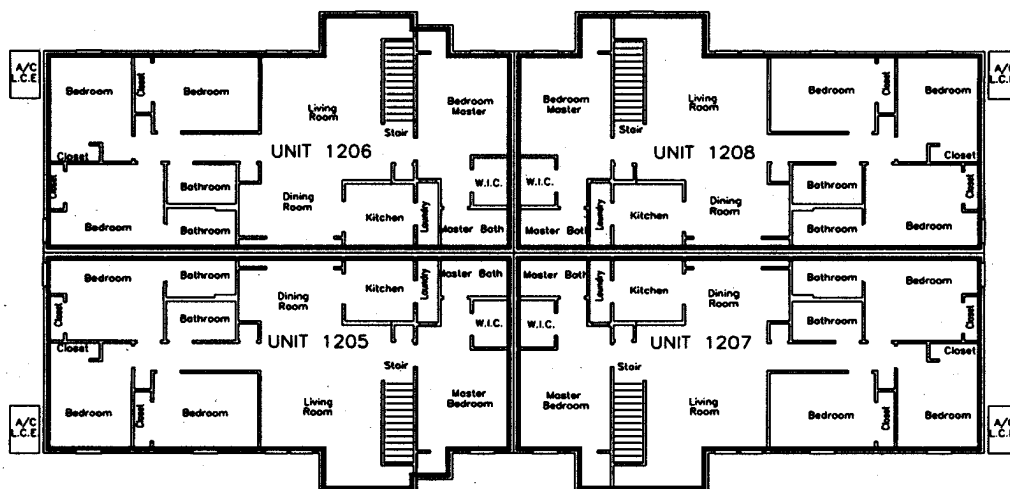 A/C
L.C.E
Bedroom
Closet
Bedroom
Living
Room
Stair
Bedroom
Master
Closet
Closet
UNIT 1206
Bathroom
Bathroom
Bedroom
Dining
Room
Kitchen
Laundry
W.I.C.
Master Bath
Bedroom
Master
Stair
Living
Room
Bedroom
Closet
Bedroom
A/C
L.C.E
UNIT 1208
W.I.C.
Master Bath
Laundry
Kitchen
Dining
Room
Bathroom
Bathroom
Closet
Closet
Bedroom
Bedroom
Bathroom
Bathroom
Closet
Closet
Dining
Room
Kitchen
Laundry
Master Bath
W.I.C.
UNIT 1205
Stair
A/C
L.C.E
Bedroom
Closet
Bedroom
Living
Room
Master
Bedroom
Master Bath
Laundry
Kitchen
Dining
Room
Bathroom
Bathroom
Bedroom
Closet
Closet
W.I.C.
UNIT 1207
Stair
Master
Bedroom
Living
Room
Bedroom
Closet
Bedroom
A/C
L.C.E